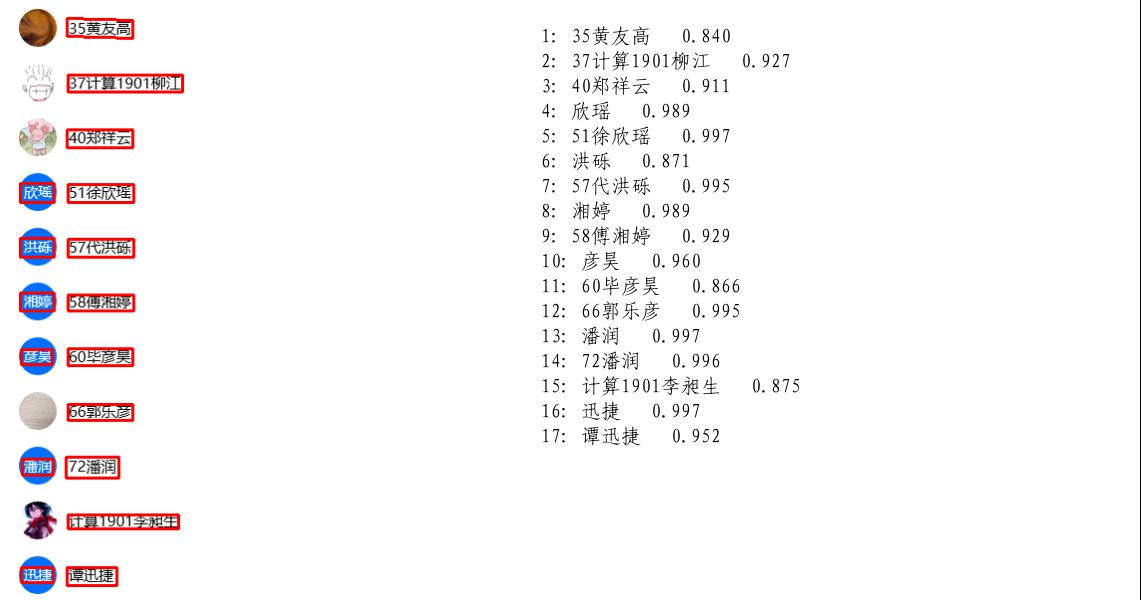 35黄友高
37计算1901柳江
40郑祥云
欣瑶
51徐欣瑶
洪砾
57代洪砾
湘婷
58傅湘婷
彦昊
60毕彦昊
66郭乐彦
潘润
72潘润
计算1901李昶生
迅捷
谭迅捷
1: 35黄友高 0.840
2: 37计算1901柳江 0.927
3: 40郑祥云 0.911
4: 欣瑶 0.989
5: 51徐欣瑶 0.997
6: 洪砾 0.871
7: 57代洪砾 0.995
8: 湘婷 0.989
9: 58傅湘婷 0.929
10: 彦昊 0.960
11: 60毕彦昊 0.866
12: 66郭乐彦 0.995
13: 潘润 0.997
14: 72潘润 0.996
15: 计算1901李昶生 0.875
16: 迅捷 0.997
17: 谭迅捷 0.952